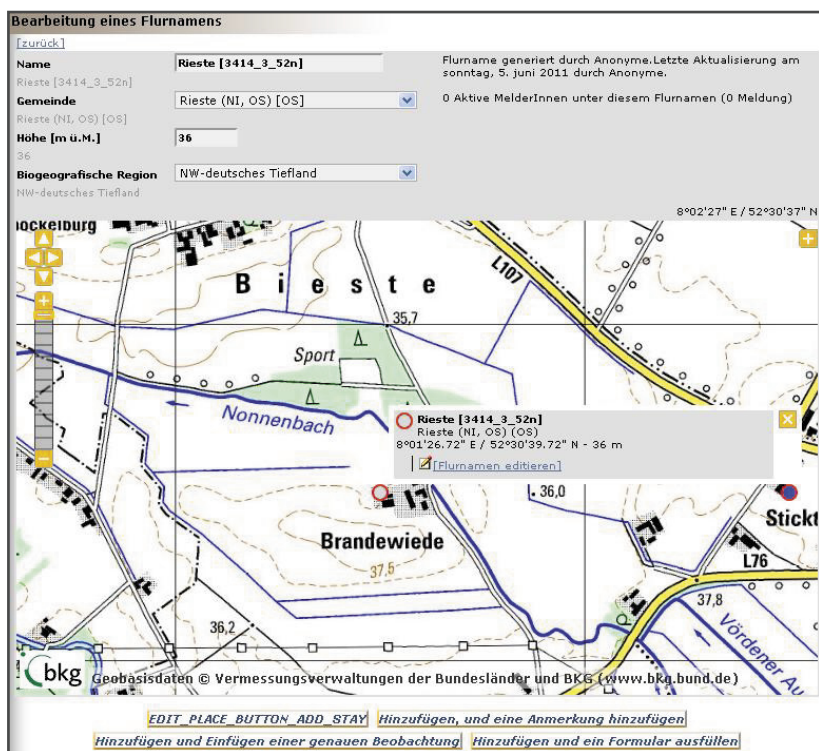 Bearbeitung eines Flurnamens
[zurück]
Name
Rieste [3414_3_52n]
Rieste [3414_3_52n]
Gemeinde
Rieste (NI, OS) [OS]
Rieste (NI, OS) [OS]
Höhe [m ü.M.]
36
36
Biogeografische Region
NW-deutsches Tiefland
NW-deutsches Tiefland
Flurname generiert durch Anonyme.Letzte Aktualisierung am
sonntag, 5. juni 2011 durch Anonyme.
0 Aktive MelderInnen unter diesem Flurnamen (0 Meldung)
8°02'27" E / 52°30'37" N
ockelburg
Bieste
L107
35,7
Sport
Nonnenbach
Rieste [3414_3_52n]
Rieste (NI, OS) (OS)
8°01'26.72" E / 52°30'39.72" N - 36 m
[Flurnamen editieren]
36,0
Stickt
Brandewiede
37,5
L76
37,8
P
36,2
Vördener Au
bkg
Geobasisdaten © Vermessungsverwaltungen der Bundesländer und BKG (www.bkg.bund.de)
EDIT_PLACE_BUTTON_ADD_STAY
Hinzufügen, und eine Anmerkung hinzufügen
Hinzufügen und Einfügen einer genauen Beobachtung
Hinzufügen und ein Formular ausfüllen